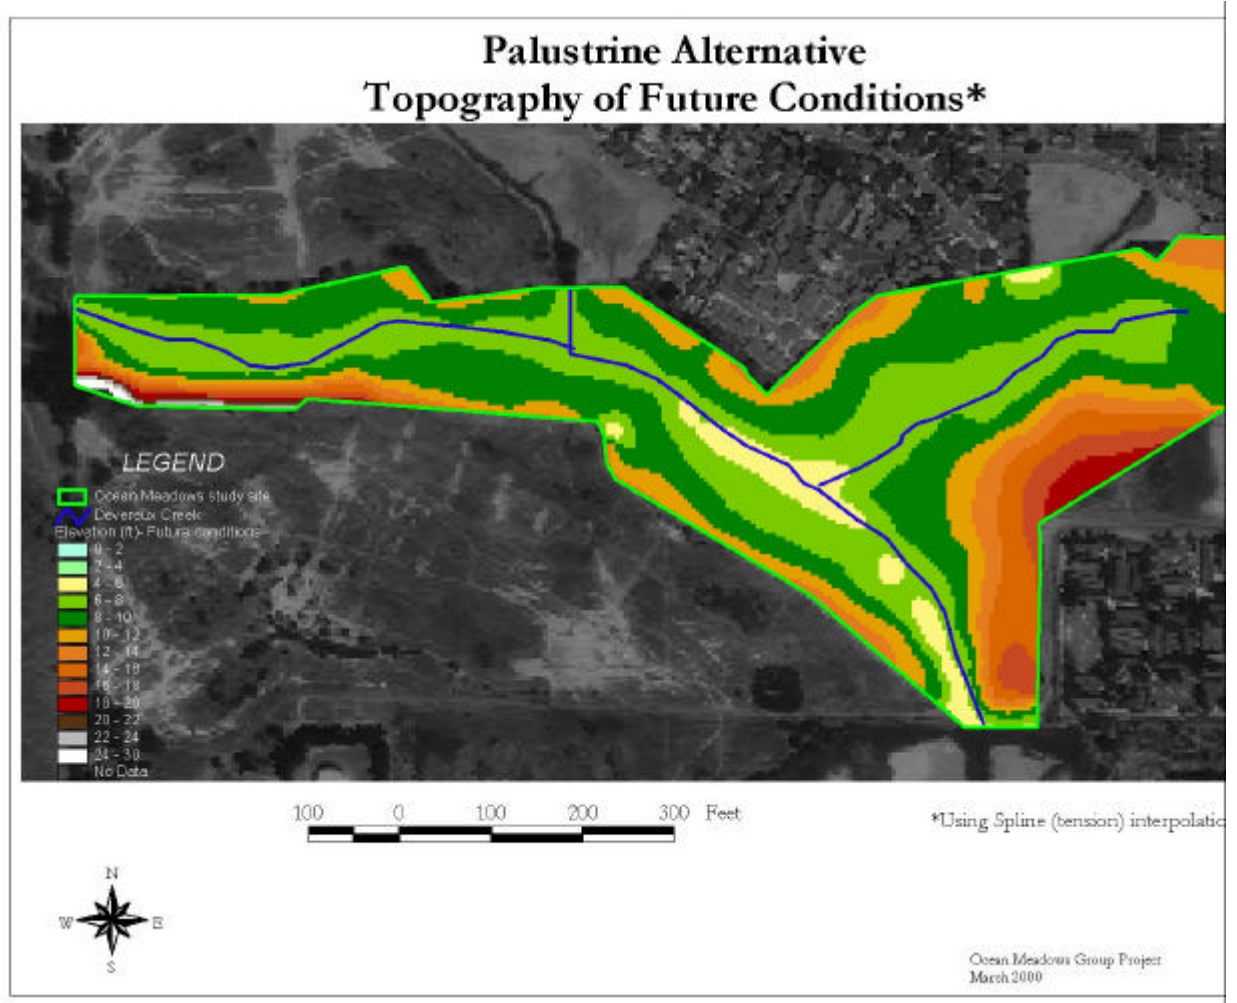 Palustrine Alternative
Topography of Future Conditions*
LEGEND
Ocean Meadows study site
Devereux Creek
Elevation (ft)- Future conditions
0 - 2
2 - 4
4 - 6
6 - 8
8 - 10
10 - 12
12 - 14
14 - 16
16 - 18
18 - 20
20 - 22
22 - 24
24 - 30
No Data
100 0 100 200 300 Feet
*Using Spline (tension) interpolatio
N
W E
S
Ocean Meadows Group Project
March 2000